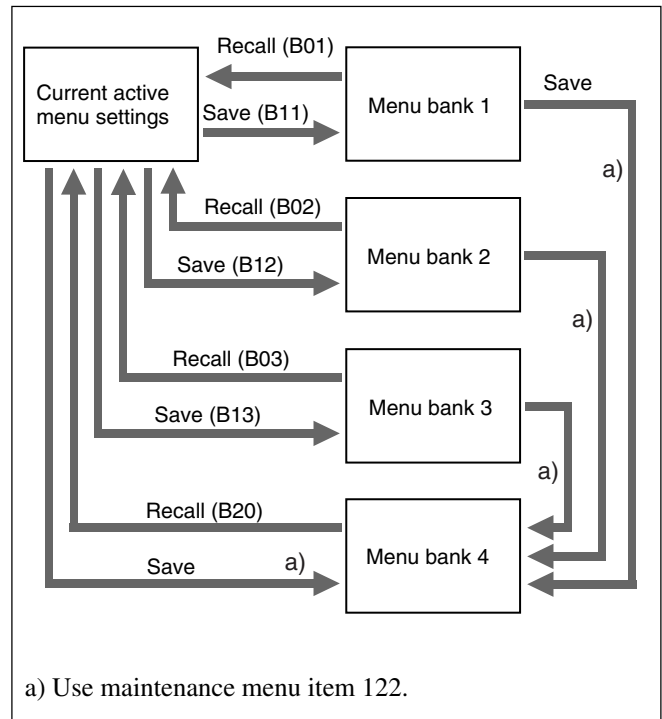 Recall (B01)
Current active
menu settings
Menu bank 1
Save
Save (B11)
a)
Recall (B02)
Menu bank 2
Save (B12)
a)
Recall (B03)
Menu bank 3
Save (B13)
a)
Recall (B20)
Menu bank 4
Save
a)
a) Use maintenance menu item 122.